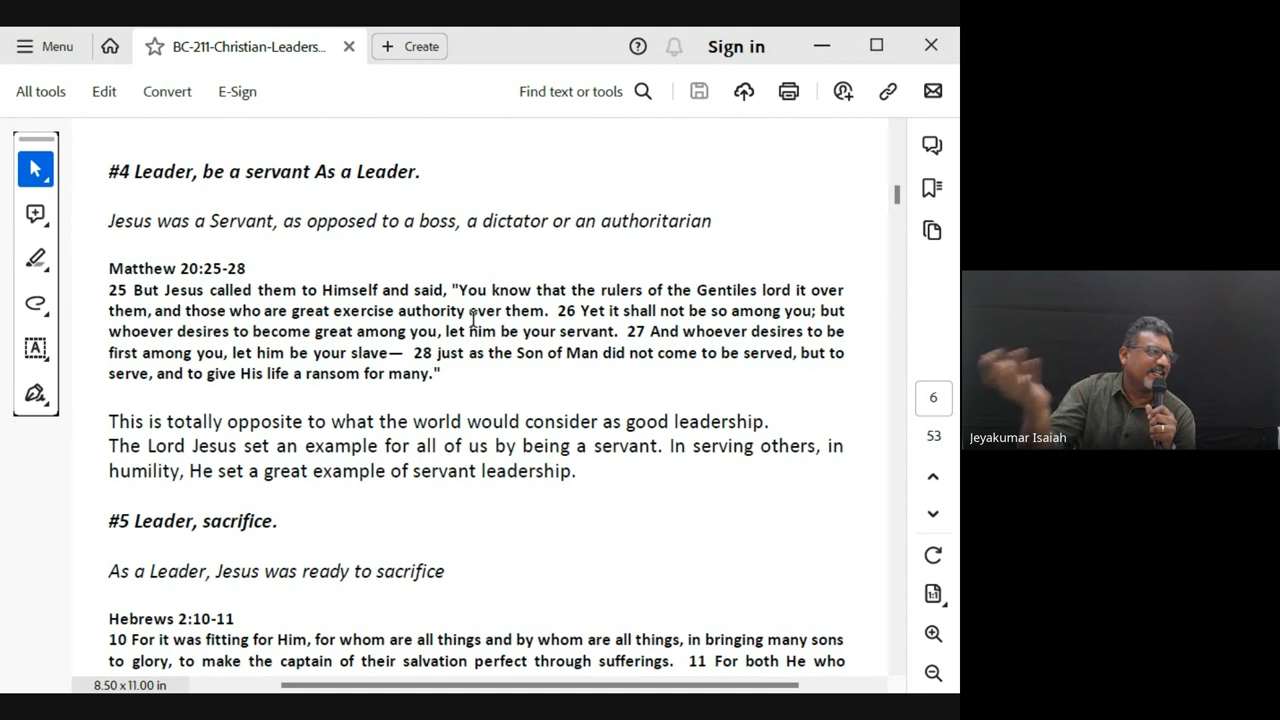 Menu
BC-211-Christian-Leaders...
Create
Sign in
All tools
Edit
Convert
E-Sign
Find text or tools
#4 Leader, be a servant As a Leader.
Jesus was a Servant, as opposed to a boss, a dictator or an authoritarian
Matthew 20:25-28
25 But Jesus called them to Himself and said, "You know that the rulers of the Gentiles lord it over
them, and those who are great exercise authority over them. 26 Yet it shall not be so among you; but
whoever desires to become great among you, let him be your servant. 27 And whoever desires to be
first among you, let him be your slave— 28 just as the Son of Man did not come to be served, but to
serve, and to give His life a ransom for many."
This is totally opposite to what the world would consider as good leadership.
The Lord Jesus set an example for all of us by being a servant. In serving others, in
humility, He set a great example of servant leadership.
#5 Leader, sacrifice.
As a Leader, Jesus was ready to sacrifice
Hebrews 2:10-11
10 For it was fitting for Him, for whom are all things and by whom are all things, in bringing many sons
to glory, to make the captain of their salvation perfect through sufferings. 11 For both He who
8.50 x 11.00 in
6
53
1:1
Jeyakumar Isaiah